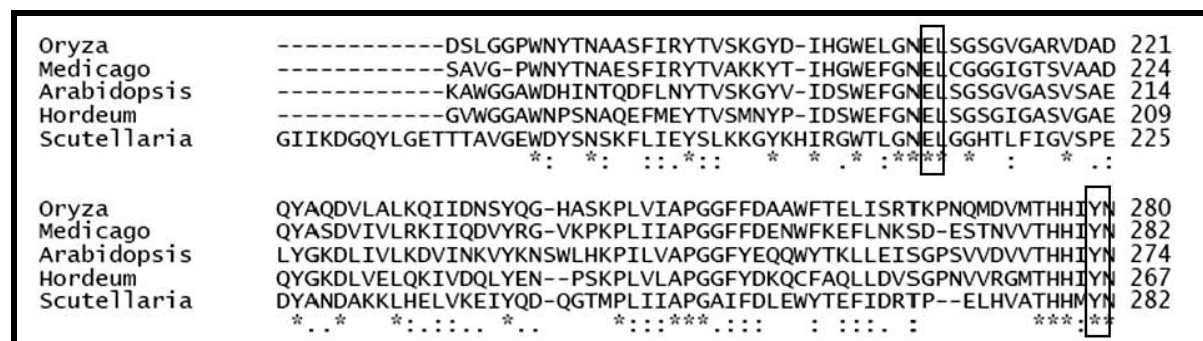 Oryza ------------DSLGGPWNYTNAASFIRYTVSKGYD-IHGWELGNELSGSGVGARVDAD 221
Medicago ------------SAVG-PWNYTNAESFIRYTVAKKYT-IHGWEFGNELCGGGIGTSVAAD 224
Arabidopsis ------------KAWGGAWDHINTQDFLNYTVSKGYV-IDSWEFGNELSGSGVGASVSAE 214
Hordeum ------------GVWGGAWNPSNAQEFMEYTVSMNYP-IDSWEFGNELSGSGIGASVGAE 209
Scutellaria GIIKDGQYLGETTTAVGEWDYSNSKFLIEYSLKKGYKHIRGWTLGNELGGHTLFIGVSPE 225
*: *: ::.*:: * * .* :**** * : * .:
Oryza QYAQDVLALKQIIDNSYQG-HASKPLVIAPGGFFDAAWFTELISRTKPNQMDVMTHHIYN 280
Medicago QYASDVIVLRKIIQDVYRG-VKPKPLVIAPGGFFDENWFKEFLNKSD-ESTNVVTHHIYN 282
Arabidopsis LYGKDLIVLKDVINKVYKNSWLHKPILVAPGGFYEQQWYTKLLEISGPSVVDVVTHHIYN 274
Hordeum QYGKDLVELQKIVDQLYEN--PSKPLVLAPGGFYDKQCFAQLLDVSGPNVVRGMTHHIYN 267
Scutellaria DYANDAKKLHELVKEIYQD-QGTMPLIIAPGAIFDLEWYTEFIDRTP--ELHVATHHMYN 282
*..* *:.::.. *.. *:::***.::: : :::. : ***:**